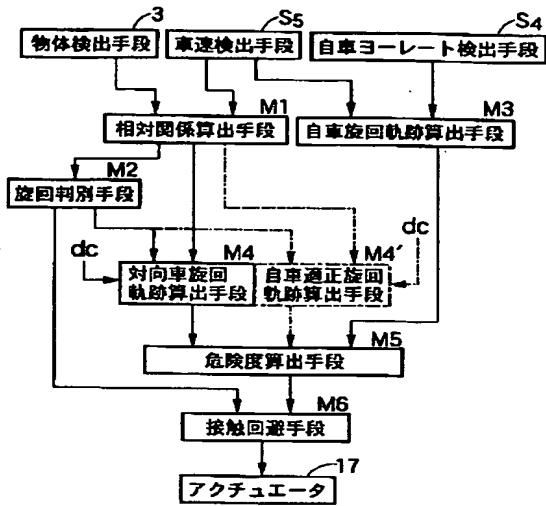 3
S5
S4
物体検出手段
車速検出手段
自車ヨーレート検出手段
M1
M3
相対関係算出手段
自車旋回軌跡算出手段
M2
旋回判別手段
dc
M4
M4′
dc
対向車旋回
軌跡算出手段
自車適正旋回
軌跡算出手段
M5
危険度算出手段
M6
接触回避手段
17
アクチュエータ